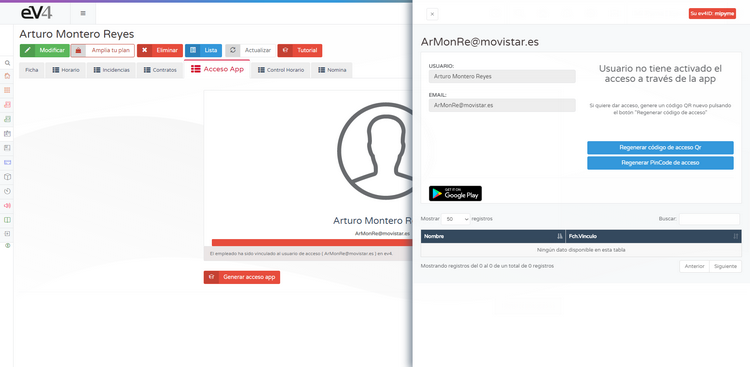 eV4
Arturo Montero Reyes
Modificar
Amplia tu plan
Eliminar
Lista
Actualizar
Tutorial
Ficha
Horario
Incidencias
Contratos
Acceso App
Control Horario
Nomina
Arturo Montero R
ArMonRe@movistar.es
El empleado ha sido vinculado al usuario de acceso ( ArMonRe@movistar.es ) en ev4.
Generar acceso app
×
Su ev4ID: mipyme
ArMonRe@movistar.es
USUARIO:
Arturo Montero Reyes
EMAIL:
ArMonRe@movistar.es
Usuario no tiene activado el
acceso a través de la app
Si quiere dar acceso, genere un código QR nuevo pulsando
el botón "Regenerar código de acceso"
Regenerar código de acceso Qr
Regenerar PinCode de acceso
GET IT ON
Google Play
Mostrar 50 registros
Buscar:
Nombre
Fch.Vinculo
Ningún dato disponible en esta tabla
Mostrando registros del 0 al 0 de un total de 0 registros
Anterior
Siguiente